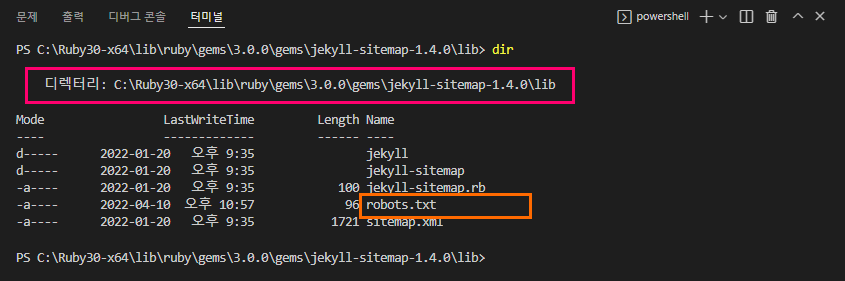 문제 출력 디버그 콘솔 터미널 powershell
PS C:\Ruby30-x64\lib\ruby\gems\3.0.0\gems\jekyll-sitemap-1.4.0\lib> dir
디렉터리: C:\Ruby30-x64\lib\ruby\gems\3.0.0\gems\jekyll-sitemap-1.4.0\lib
Mode LastWriteTime Length Name
---- ------------- ------ ----
d----- 2022-01-20 오후 9:35 jekyll
d----- 2022-01-20 오후 9:35 jekyll-sitemap
-a---- 2022-01-20 오후 9:35 100 jekyll-sitemap.rb
-a---- 2022-04-10 오후 10:57 96 robots.txt
-a---- 2022-01-20 오후 9:35 1721 sitemap.xml
PS C:\Ruby30-x64\lib\ruby\gems\3.0.0\gems\jekyll-sitemap-1.4.0\lib>